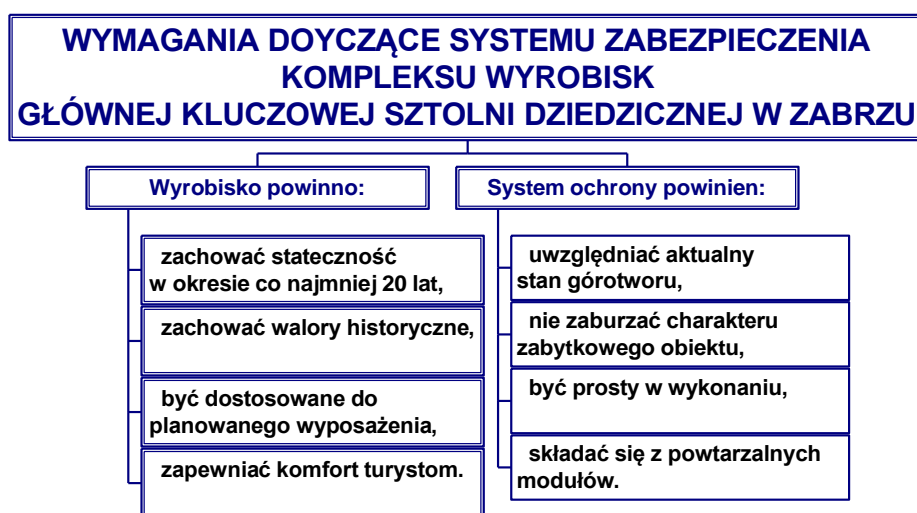 WYMAGANIA DOYCZĄCE SYSTEMU ZABEZPIECZENIA
KOMPLEKSU WYROBISK
GŁÓWNEJ KLUCZOWEJ SZTOLNI DZIEDZICZNEJ W ZABRZU
Wyrobisko powinno:
zachować stateczność
w okresie co najmniej 20 lat,
zachować walory historyczne,
być dostosowane do
planowanego wyposażenia,
zapewniać komfort turystom.
System ochrony powinien:
uwzględniać aktualny
stan górotworu,
nie zaburzać charakteru
zabytkowego obiektu,
być prosty w wykonaniu,
składać się z powtarzalnych
modułów.